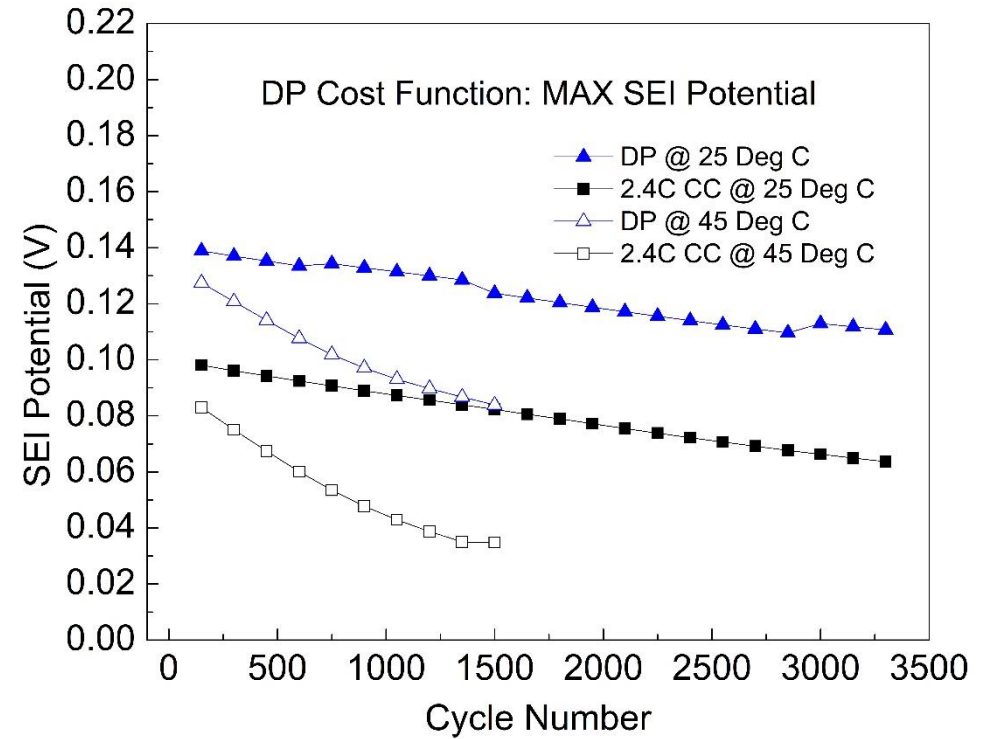 0.22
0.20
0.18
0.16
0.14
0.12
0.10
0.08
0.06
0.04
0.02
0.00
SEI Potential (V)
DP Cost Function: MAX SEI Potential
DP @ 25 Deg C
2.4C CC @ 25 Deg C
DP @ 45 Deg C
2.4C CC @ 45 Deg C
0 500 1000 1500 2000 2500 3000 3500
Cycle Number